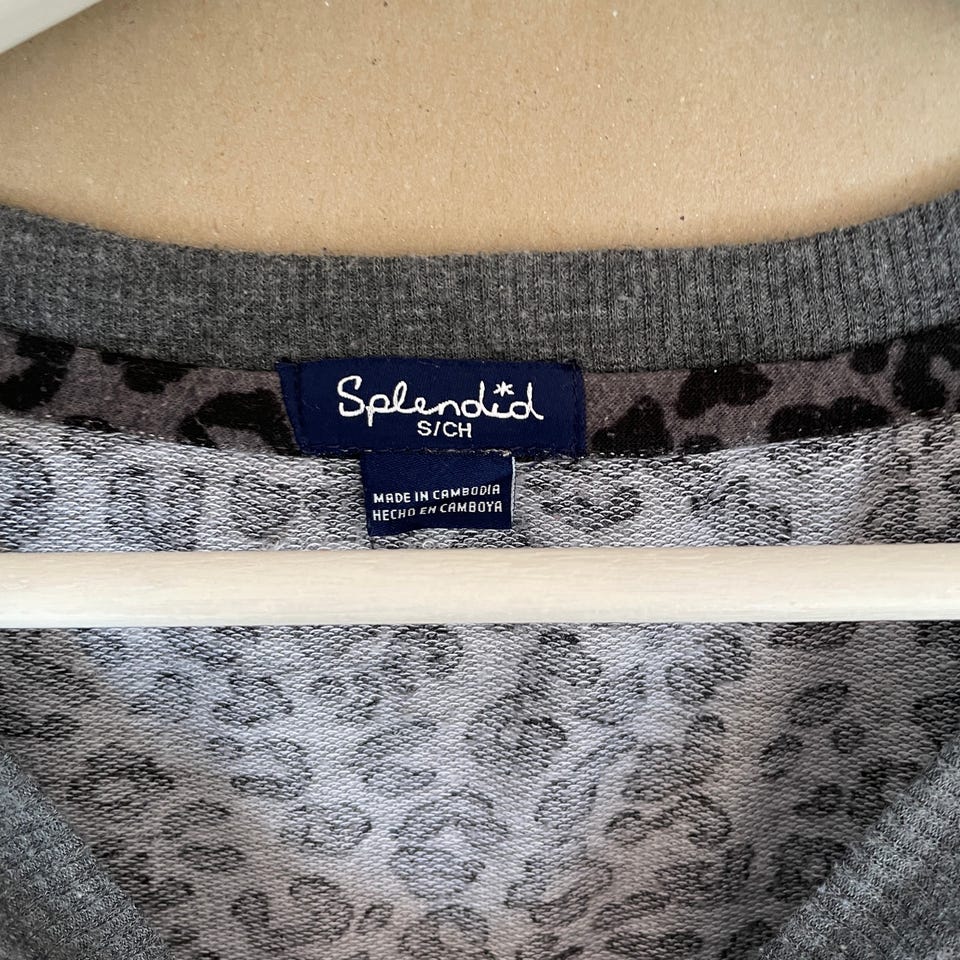 Splendid
S/CH
MADE IN CAMBODIA
HECHO EN CAMBOYA